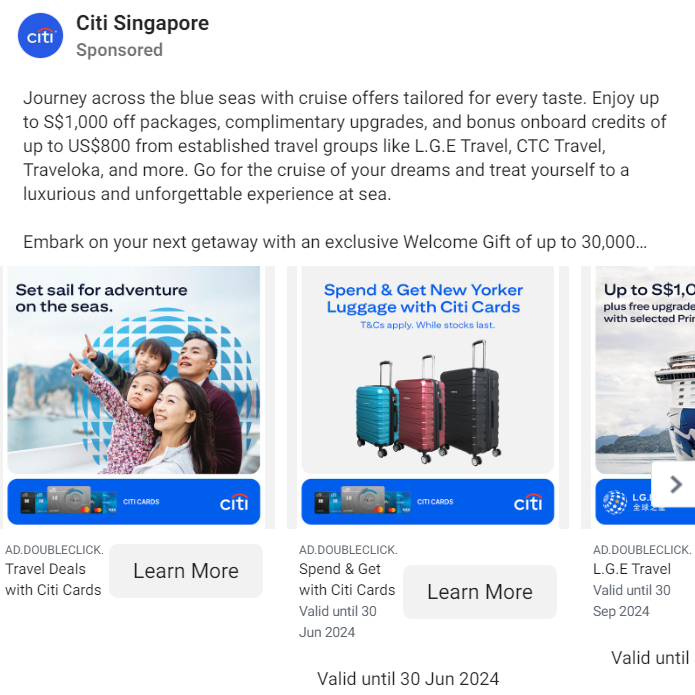 citi
Citi Singapore
Sponsored
Journey across the blue seas with cruise offers tailored for every taste. Enjoy up
to S$1,000 off packages, complimentary upgrades, and bonus onboard credits of
up to US$800 from established travel groups like L.G.E Travel, CTC Travel,
Traveloka, and more. Go for the cruise of your dreams and treat yourself to a
luxurious and unforgettable experience at sea.
Embark on your next getaway with an exclusive Welcome Gift of up to 30,000...
Set sail for adventure
on the seas.
CITI CARDS
citi
AD.DOUBLECLICK.
Travel Deals
with Citi Cards
Learn More
Spend & Get New Yorker
Luggage with Citi Cards
T&Cs apply. While stocks last.
CITI CARDS
citi
AD.DOUBLECLICK.
Spend & Get
with Citi Cards
Valid until 30
Jun 2024
Learn More
Valid until 30 Jun 2024
Up to S$1,0
plus free upgrade
with selected Prin
L.G.
全球之
AD.DOUBLECLICK.
L.G.E Travel
Valid until 30
Sep 2024
Valid until